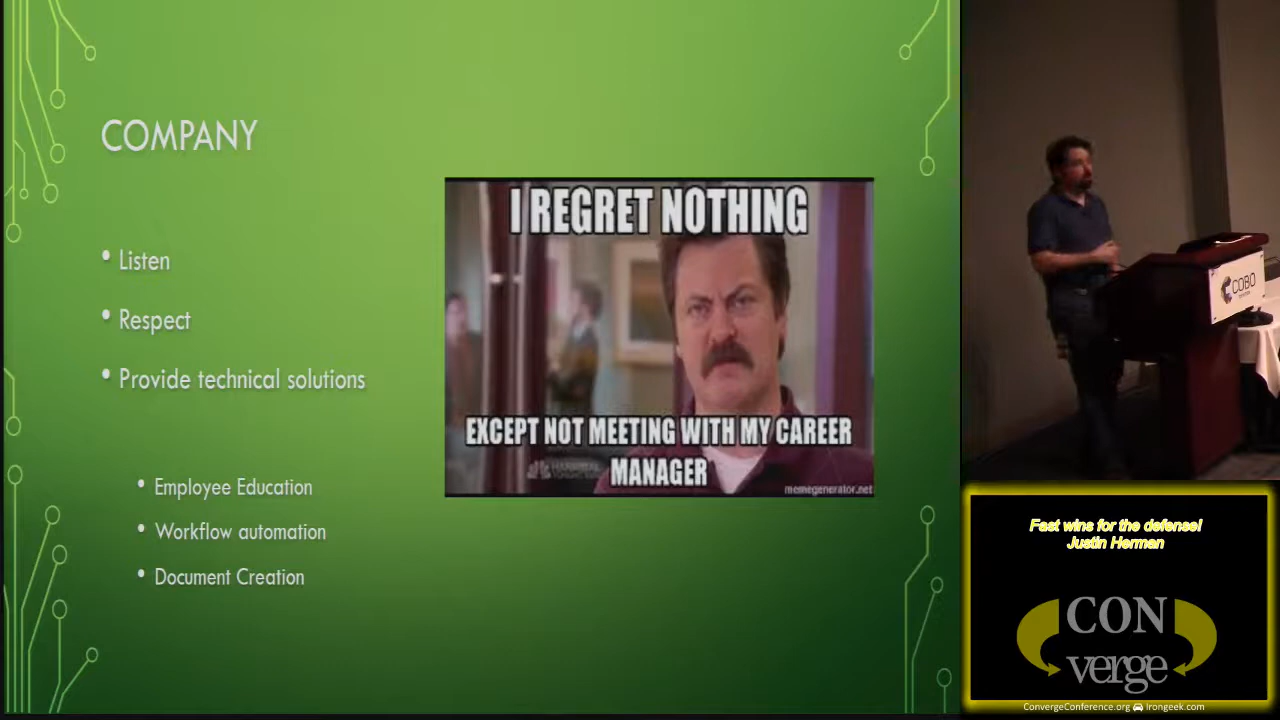 COMPANY
• Listen
• Respect
• Provide technical solutions
• Employee Education
• Workflow automation
• Document Creation
I REGRET NOTHING
EXCEPT NOT MEETING WITH MY CAREER
MANAGER
memegenerator.net
COBO
Fast wins for the defense!
Justin Herman
CON
verge
ConvergeConference.org Irongeek.com